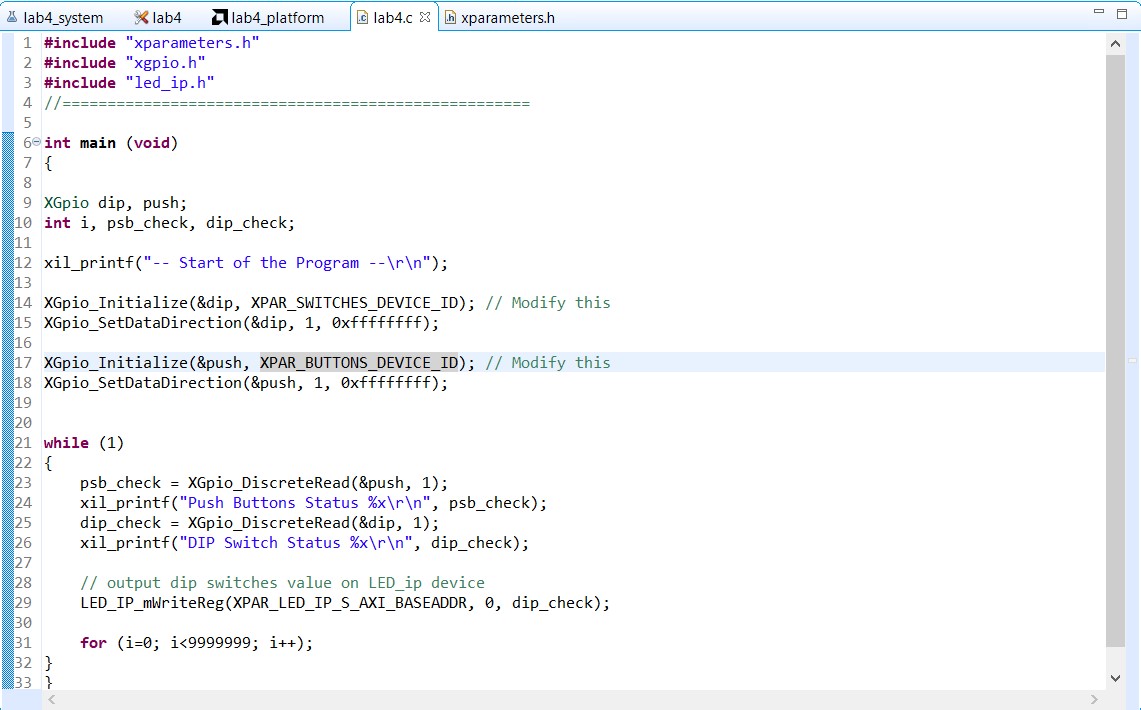 lab4_system lab4 lab4_platform lab4.c xparameters.h
1 #include "xparameters.h"
2 #include "xgpio.h"
3 #include "led_ip.h"
4 //====================================================
5
6 int main (void)
7 {
8
9 XGpio dip, push;
10 int i, psb_check, dip_check;
11
12 xil_printf("-- Start of the Program --\r\n");
13
14 XGpio_Initialize(&dip, XPAR_SWITCHES_DEVICE_ID); // Modify this
15 XGpio_SetDataDirection(&dip, 1, 0xffffffff);
16
17 XGpio_Initialize(&push, XPAR_BUTTONS_DEVICE_ID); // Modify this
18 XGpio_SetDataDirection(&push, 1, 0xffffffff);
19
20
21 while (1)
22 {
23 psb_check = XGpio_DiscreteRead(&push, 1);
24 xil_printf("Push Buttons Status %x\r\n", psb_check);
25 dip_check = XGpio_DiscreteRead(&dip, 1);
26 xil_printf("DIP Switch Status %x\r\n", dip_check);
27
28 // output dip switches value on LED_ip device
29 LED_IP_mWriteReg(XPAR_LED_IP_S_AXI_BASEADDR, 0, dip_check);
30
31 for (i=0; i<9999999; i++);
32 }
33 }